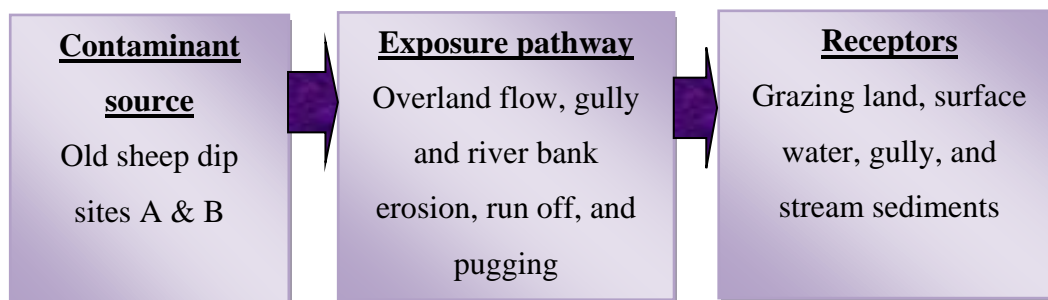 Contaminant
source
Old sheep dip
sites A & B
Exposure pathway
Overland flow, gully
and river bank
erosion, run off, and
pugging
Receptors
Grazing land, surface
water, gully, and
stream sediments